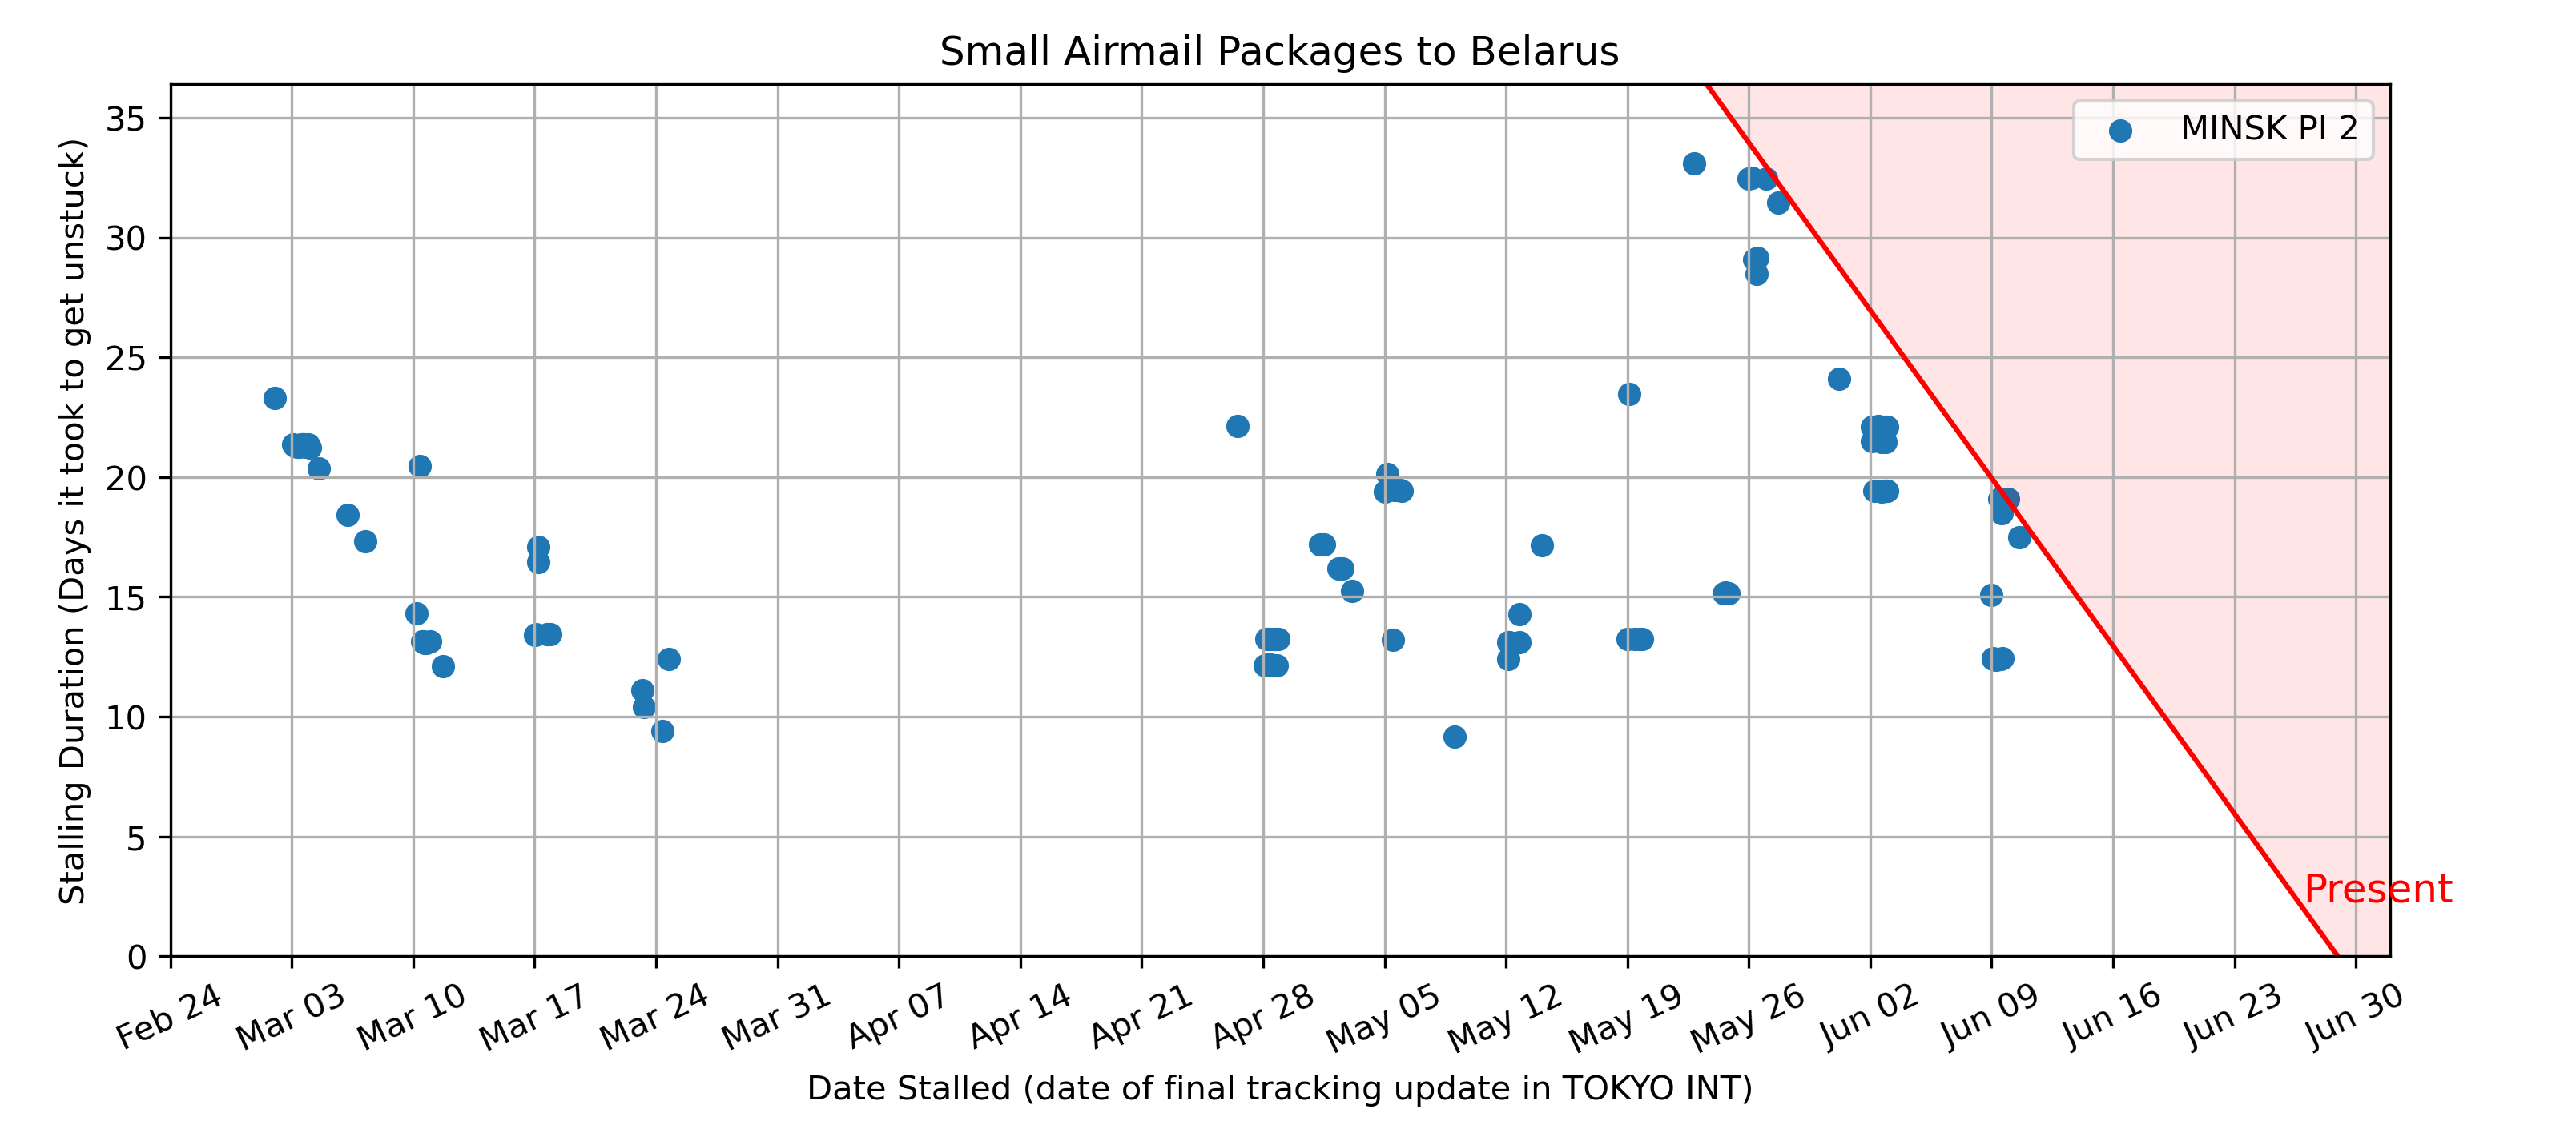 Small Airmail Packages to Belarus
MINSK PI 2
Stalling Duration (Days it took to get unstuck)
35
30
25
20
15
10
5
0
Present
Feb 24
Mar 03
Mar 10
Mar 17
Mar 24
Mar 31
Apr 07
Apr 14
Apr 21
Apr 28
May 05
May 12
May 19
May 26
Jun 02
Jun 09
Jun 16
Jun 23
Jun 30
Date Stalled (date of final tracking update in TOKYO INT)